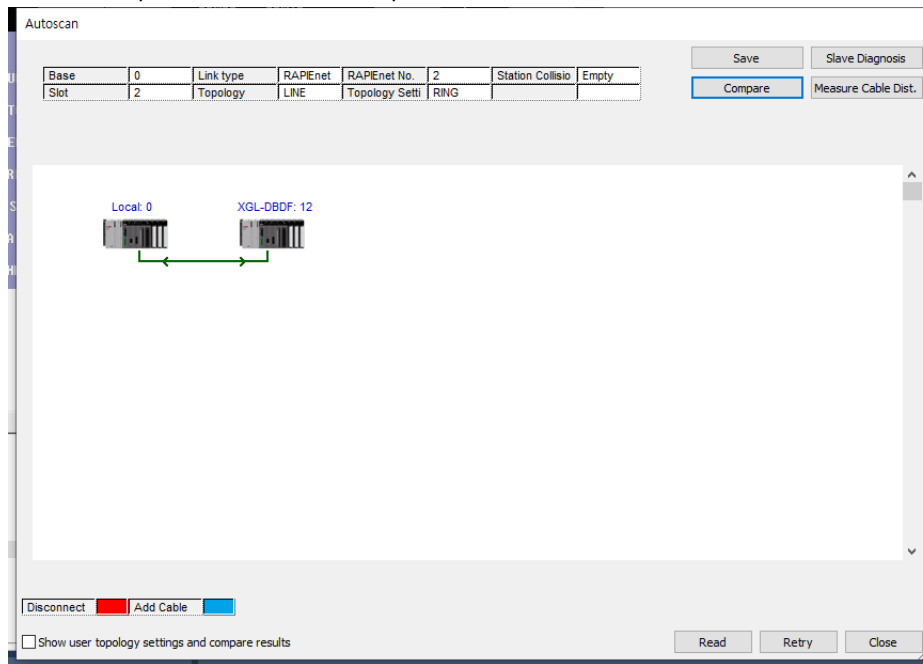 Autoscan
Save
Slave Diagnosis
Base 0 Link type RAPIEnet RAPIEnet No. 2 Station Collisio Empty
Slot 2 Topology LINE Topology Setti RING
Compare
Measure Cable Dist.
Local: 0
XGL-DBDF: 12
Disconnect
Add Cable
Show user topology settings and compare results
Read
Retry
Close